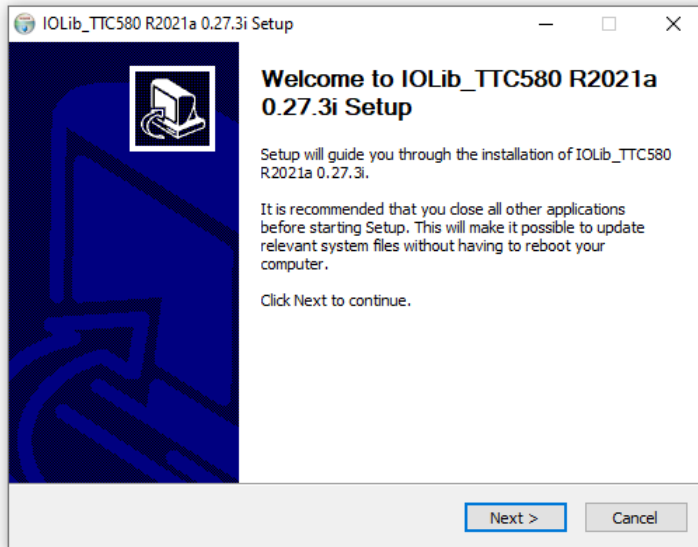 IOLib_TTC580 R2021a 0.27.3i Setup
Welcome to IOLib_TTC580 R2021a
0.27.3i Setup
Setup will guide you through the installation of IOLib_TTC580
R2021a 0.27.3i.
It is recommended that you close all other applications
before starting Setup. This will make it possible to update
relevant system files without having to reboot your
computer.
Click Next to continue.
Next >
Cancel